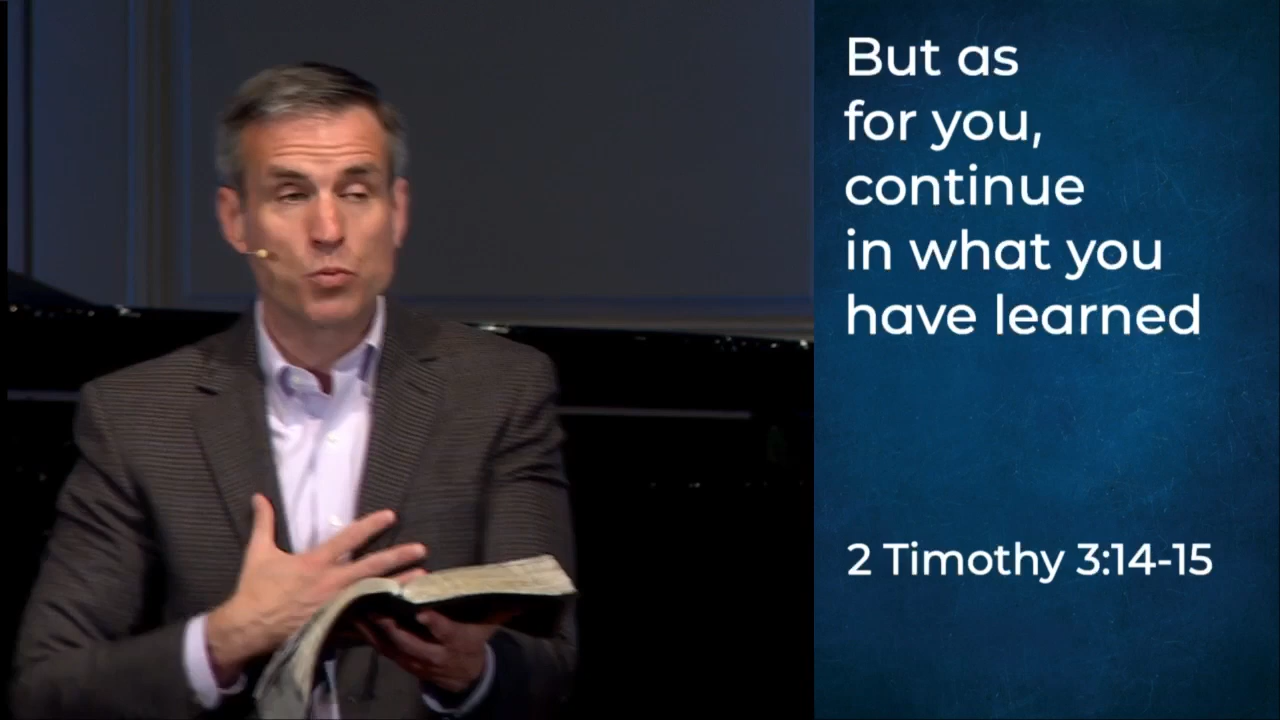 But as
for you,
continue
in what you
have learned
2 Timothy 3:14-15